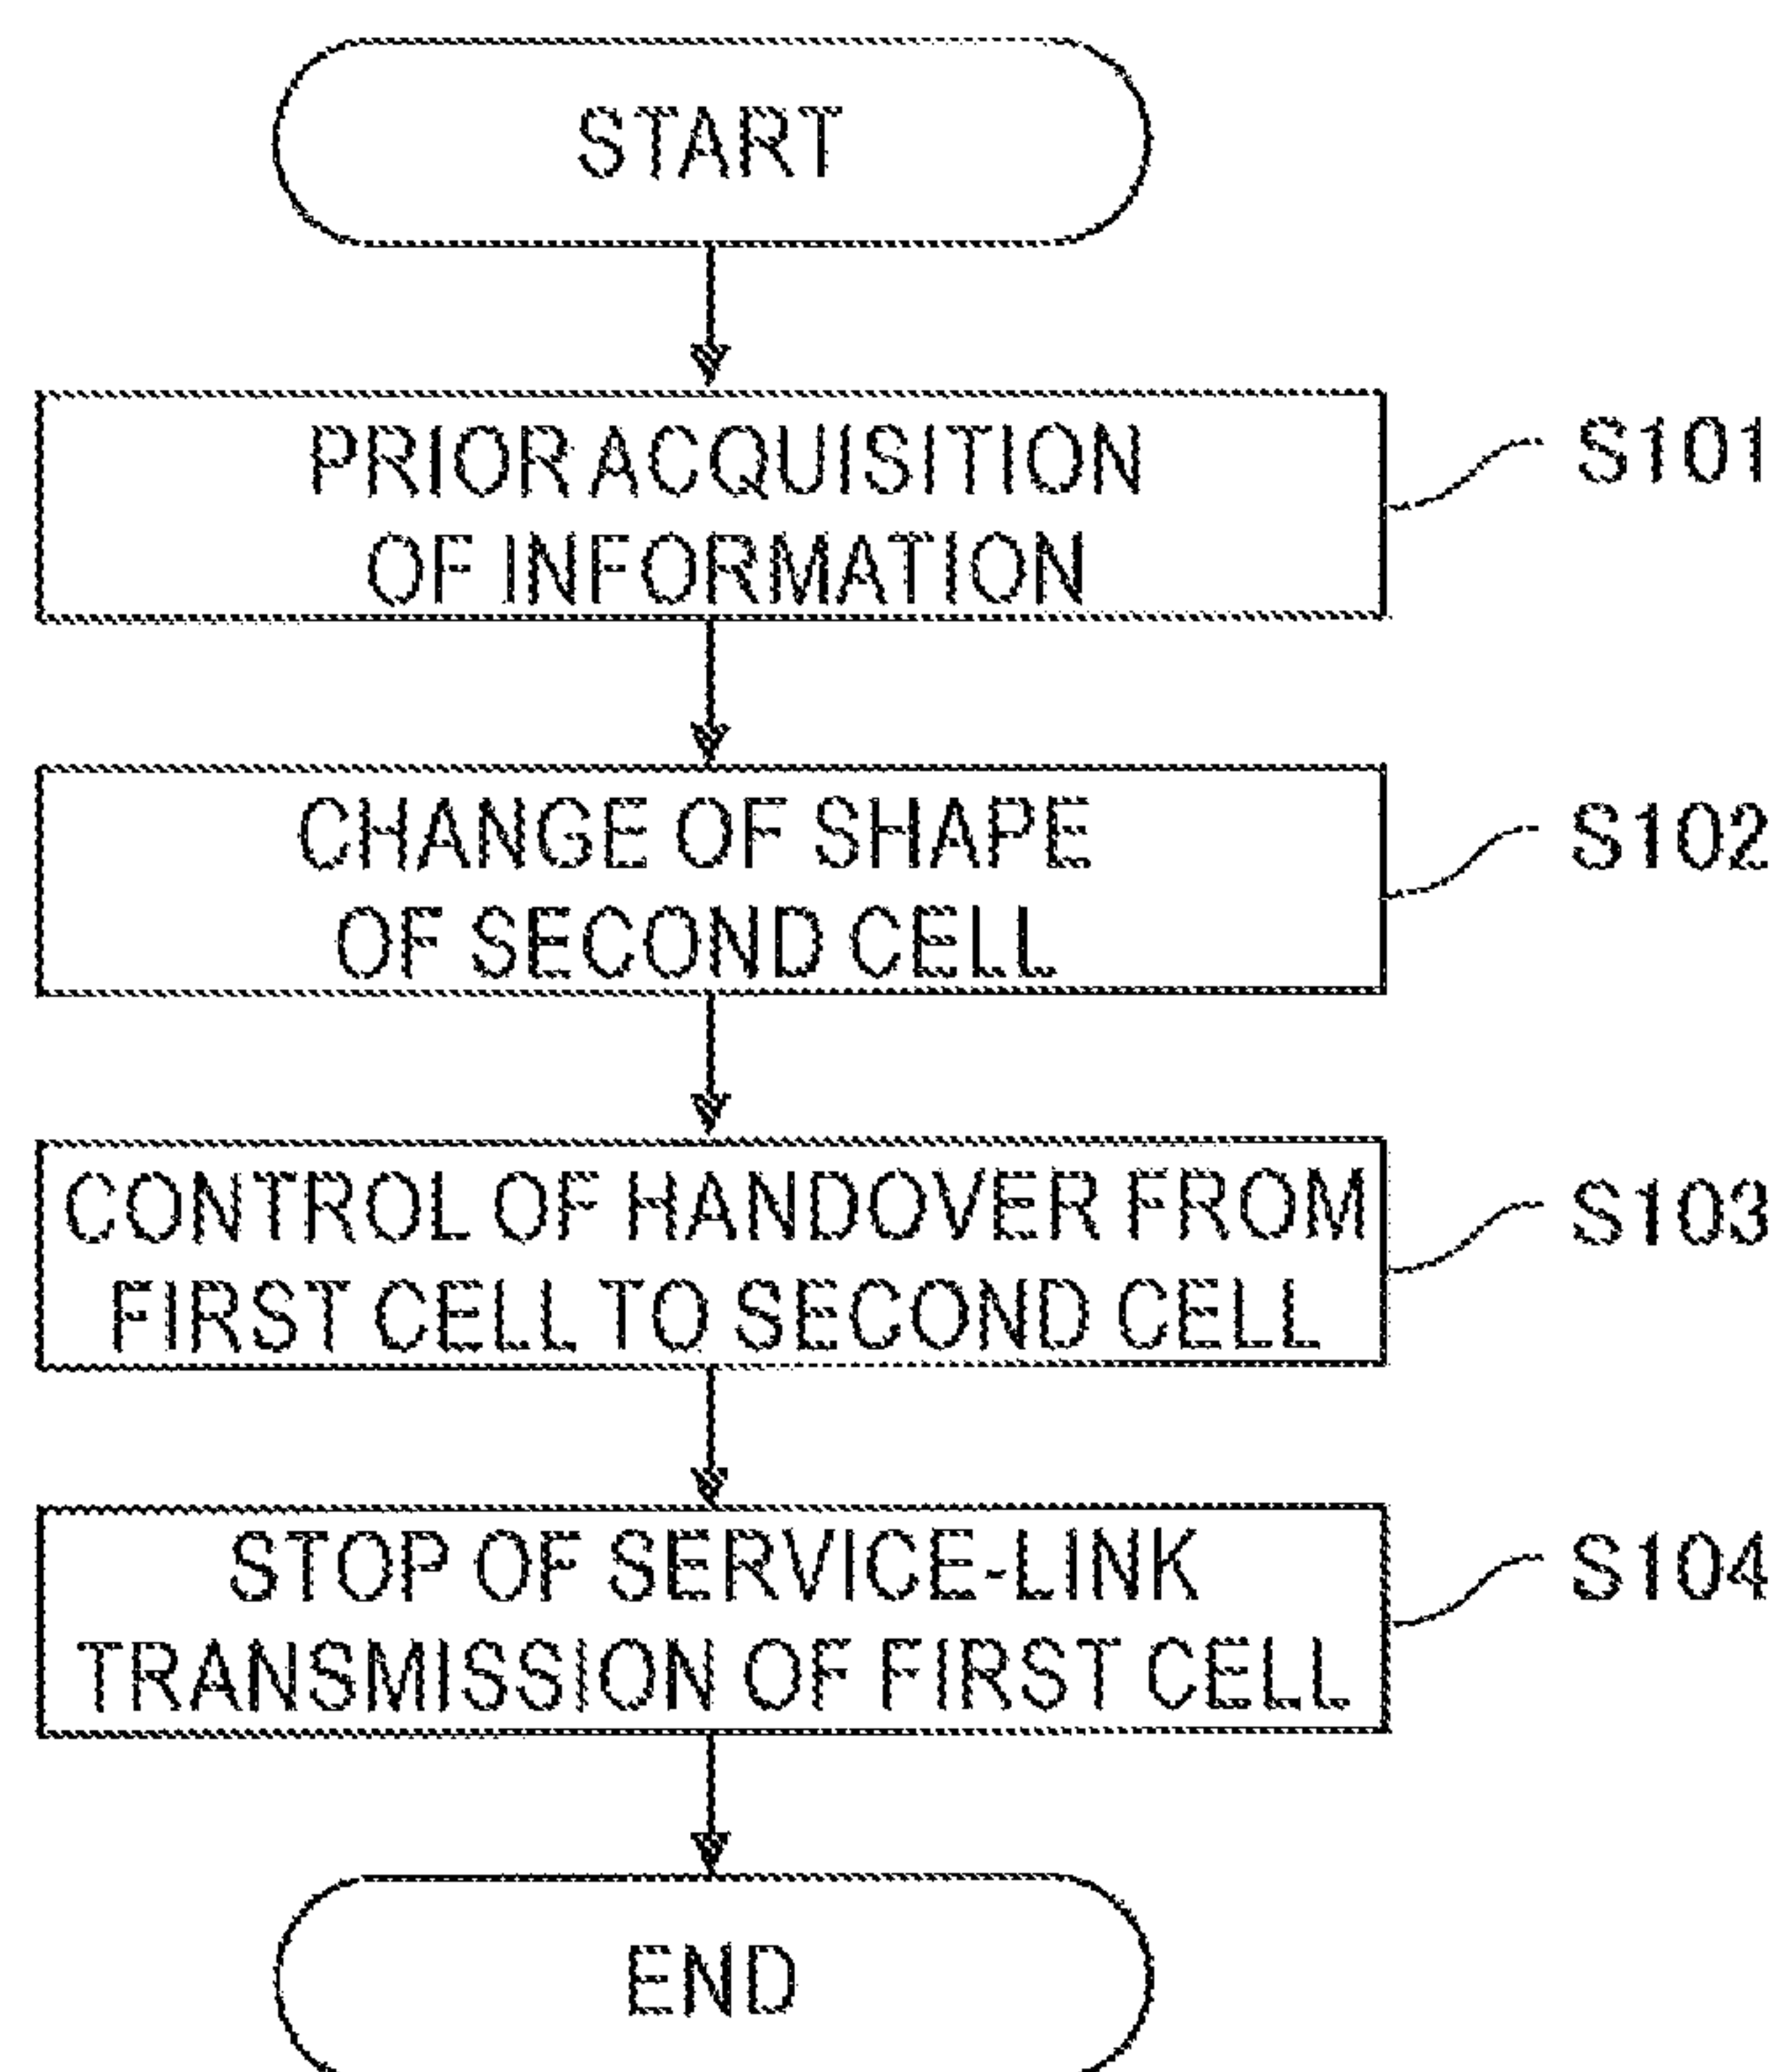 START
PRIOR ACQUISITION
OF INFORMATION
S101
CHANGE OF SHAPE
OF SECOND CELL
S102
CONTROL OF HANDOVER FROM
FIRST CELL TO SECOND CELL
S103
STOP OF SERVICE-LINK
TRANSMISSION OF FIRST CELL
S104
END